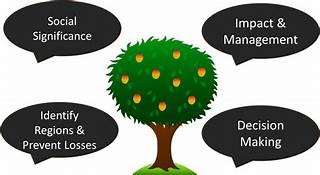 Social
Significance
Impact &
Management
Identify
Regions &
Prevent Losses
Decision
Making